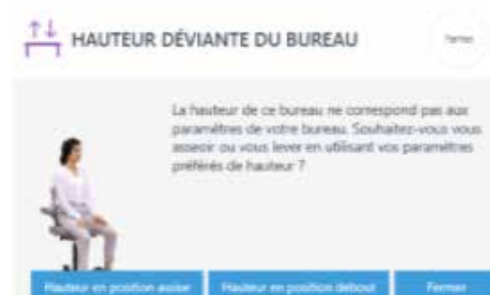 HAUTEUR DÉVIANTE DU BUREAU
Fermer
La hauteur de ce bureau ne correspond pas aux
paramètres de votre bureau. Souhaitez-vous vous
asseoir ou vous lever en utilisant vos paramètres
préférés de hauteur ?
Hauteur en position assise
Hauteur en position debout
Fermer